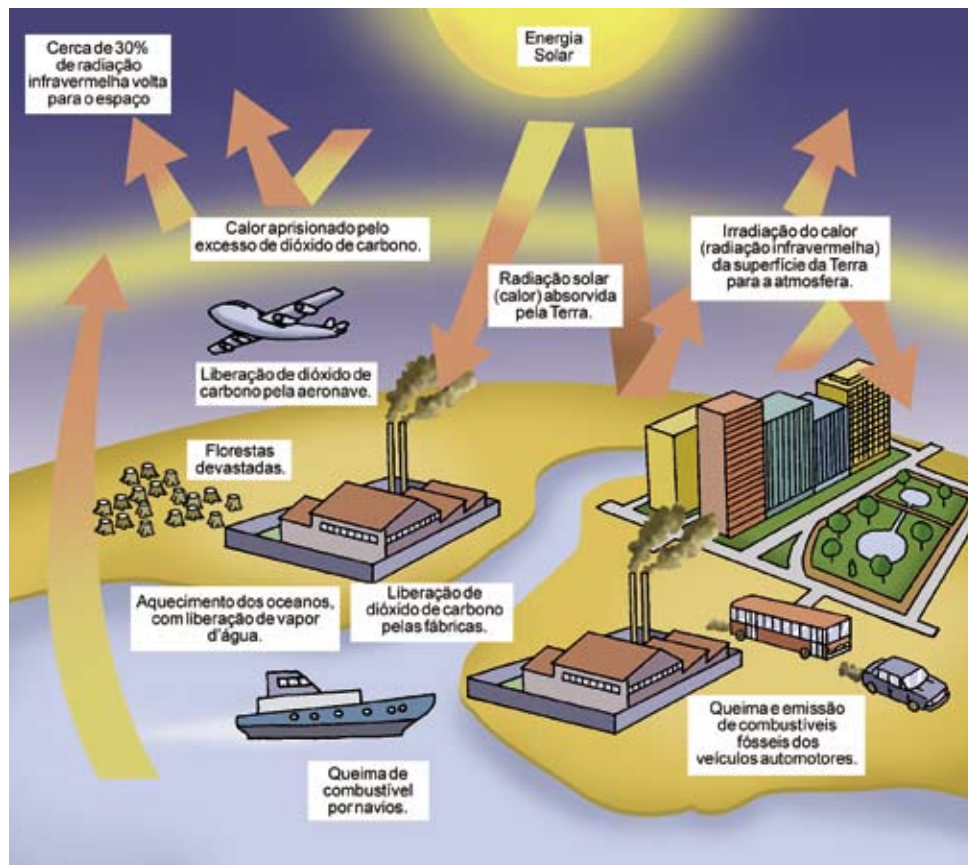 Energia
Solar
Cerca de 30%
de radiação
infravermelha volta
para o espaço
Calor aprisionado pelo
excesso de dióxido de carbono.
Irradiação do calor
(radiação infravermelha)
da superfície da Terra
para a atmosfera.
Radiação solar
(calor) absorvida
pela Terra.
Liberação de dióxido de
carbono pela aeronave.
Florestas
devastadas.
Aquecimento dos oceanos,
com liberação de vapor
d'água.
Liberação de
dióxido de carbono
pelas fábricas.
Queima e emissão
de combustíveis
fósseis dos
veículos automotores.
Queima de
combustível
por navios.